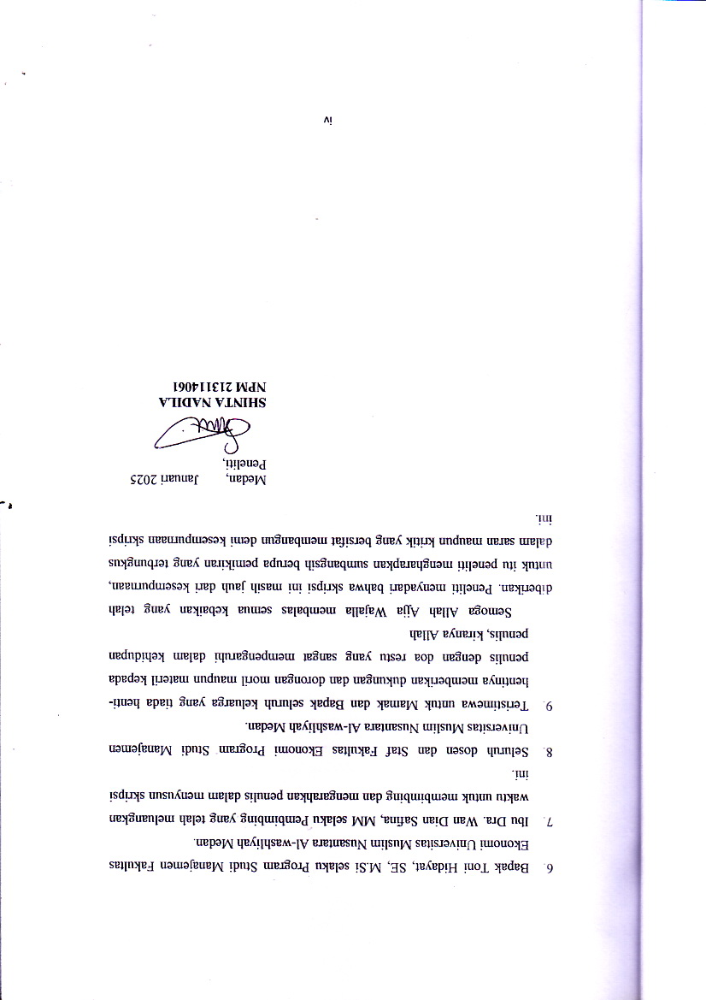 6. Bapak Toni Hidayat, SE, M.Si selaku Program Studi Manajemen Fakultas
Ekonomi Universitas Muslim Nusantara Al-washliyah Medan.
7. Ibu Dra. Wan Dian Safina, MM selaku Pembimbing yang telah meluangkan
waktu untuk membimbing dan mengarahkan penulis dalam menyusun skripsi
ini.
8. Seluruh dosen dan Staf Fakultas Ekonomi Program Studi Manajemen
Universitas Muslim Nusantara Al-washliyah Medan.
9. Teristimewa untuk Mamak dan Bapak seluruh keluarga yang tiada henti-
hentinya memberikan dukungan dan dorongan moril maupun materil kepada
penulis dengan doa restu yang sangat mempengaruhi dalam kehidupan
penulis, kiranya Allah
Semoga Allah Ajja Wajalla membalas semua kebaikan yang telah
diberikan. Peneliti menyadari bahwa skripsi ini masih jauh dari kesempurnaan,
untuk itu peneliti mengharapkan sumbangsih berupa pemikiran yang terbungkus
dalam saran maupun kritik yang bersifat membangun demi kesempurnaan skripsi
ini.
Medan, Januari 2025
Peneliti,
SHINTA NADILA
NPM 213114061
iv